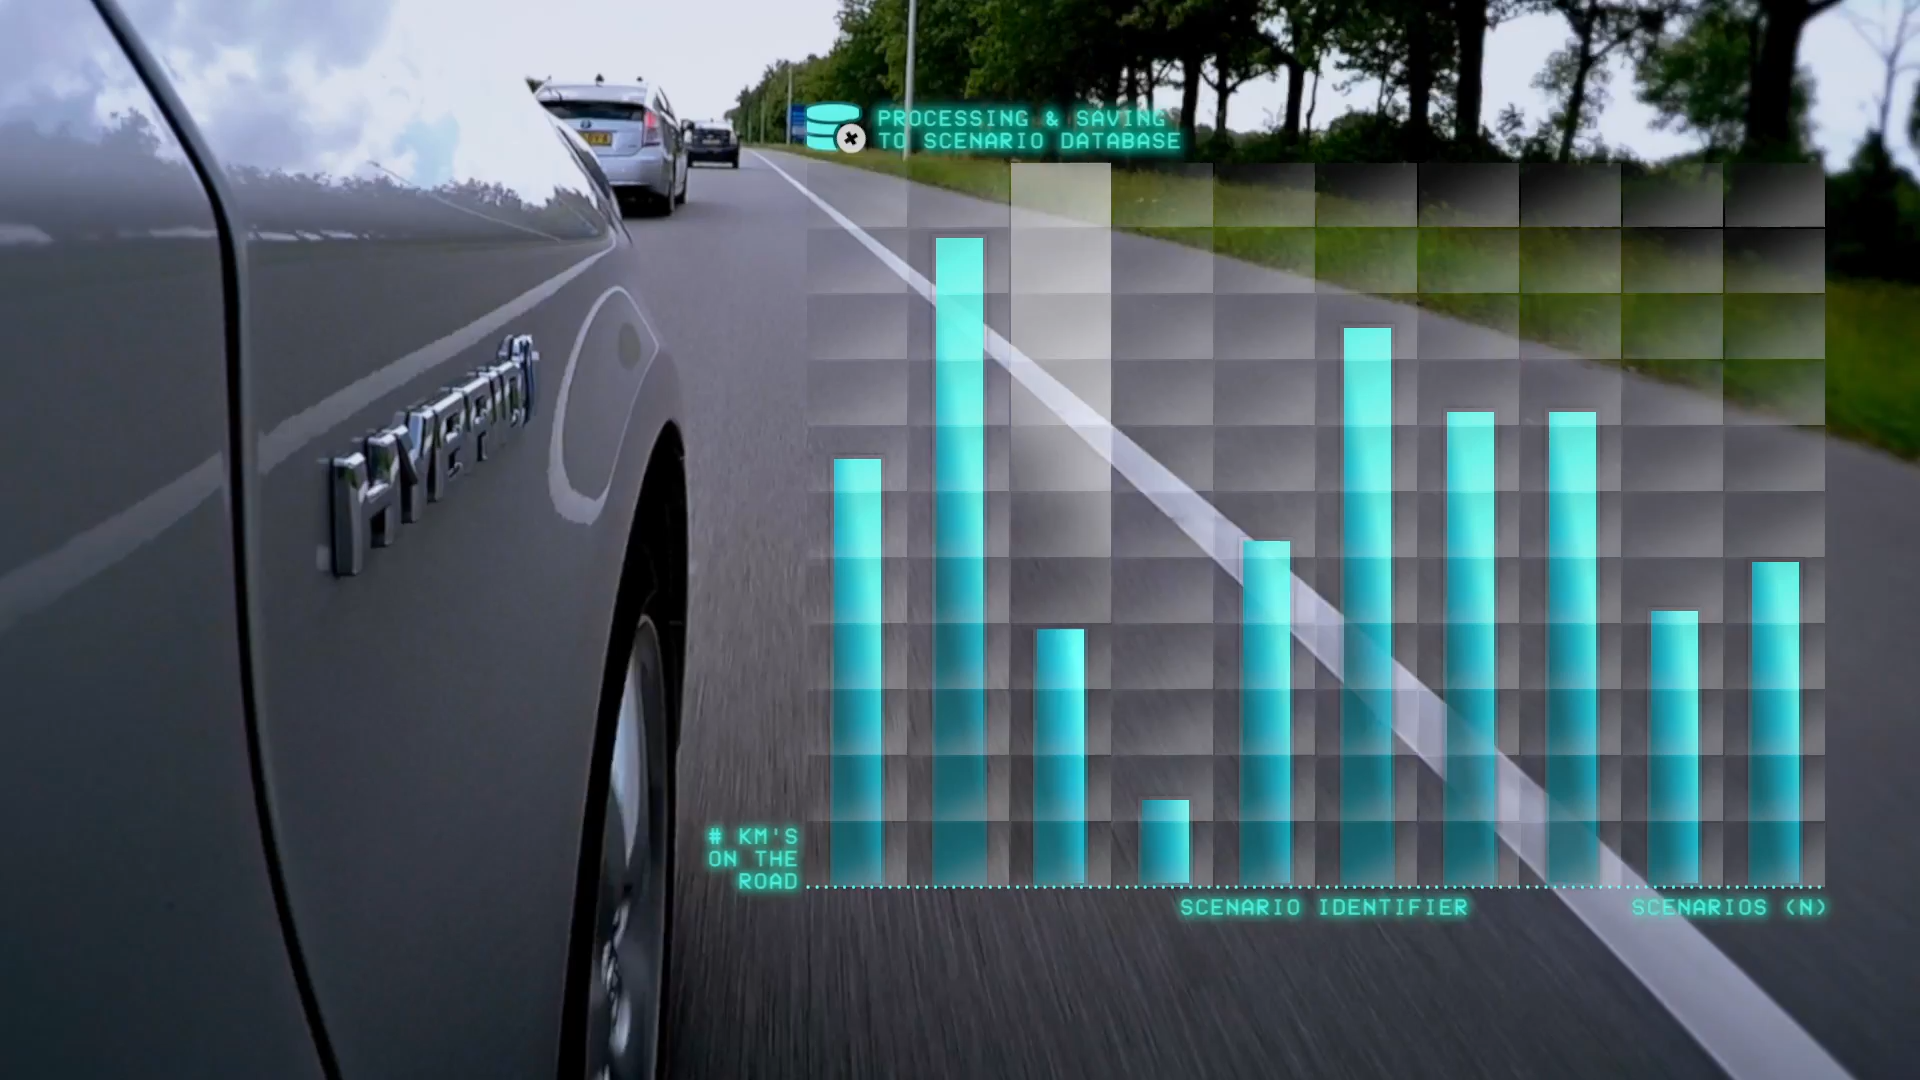 PROCESSING & SAVING
TO SCENARIO DATABASE
HYBRID
# KM'S
ON THE
ROAD
SCENARIO IDENTIFIER
SCENARIOS (N)